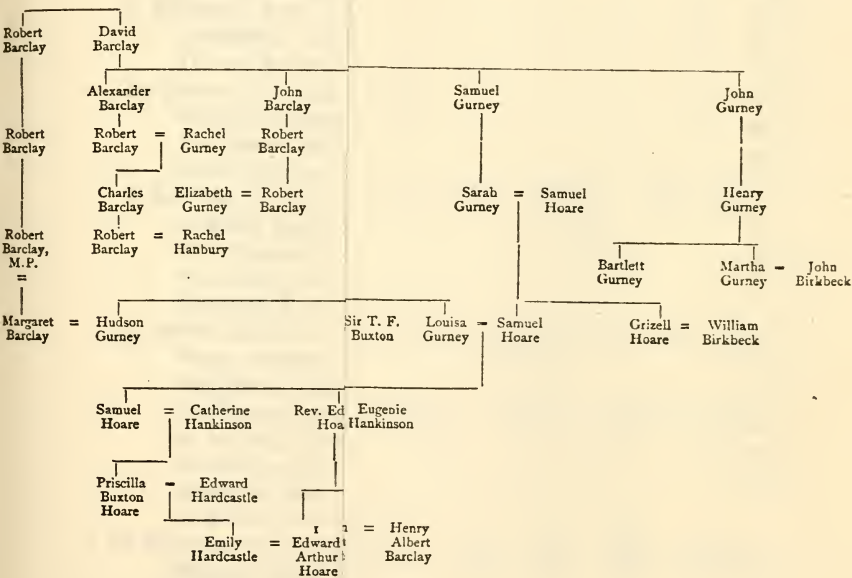 Robert David
Barclay Barclay
Alexander John Samuel John
Barclay Barclay Gurney Gurney
Robert Robert = Rachel Robert
Barclay Barclay Gurney Barclay
Charles Elizabeth = Robert Sarah = Samuel Henry
Barclay Gurney Barclay Gurney Hoare Gurney
Robert Robert = Rachel
Barclay, Barclay Hanbury
M.P.
=
Bartlett Martha = John
Gurney Gurney Birkbeck
Margaret = Hudson Sir T. F. Louisa = Samuel Grizell = William
Barclay Gurney Buxton Gurney Hoare Hoare Birkbeck
Samuel = Catherine Rev. Ed Eugenie
Hoare Hankinson Hoa Hankinson
Priscilla = Edward
Buxton Hardcastle
Hoare
= Henry
Emily = Edward Albert
Hardcastle Arthur Barclay
Hoare